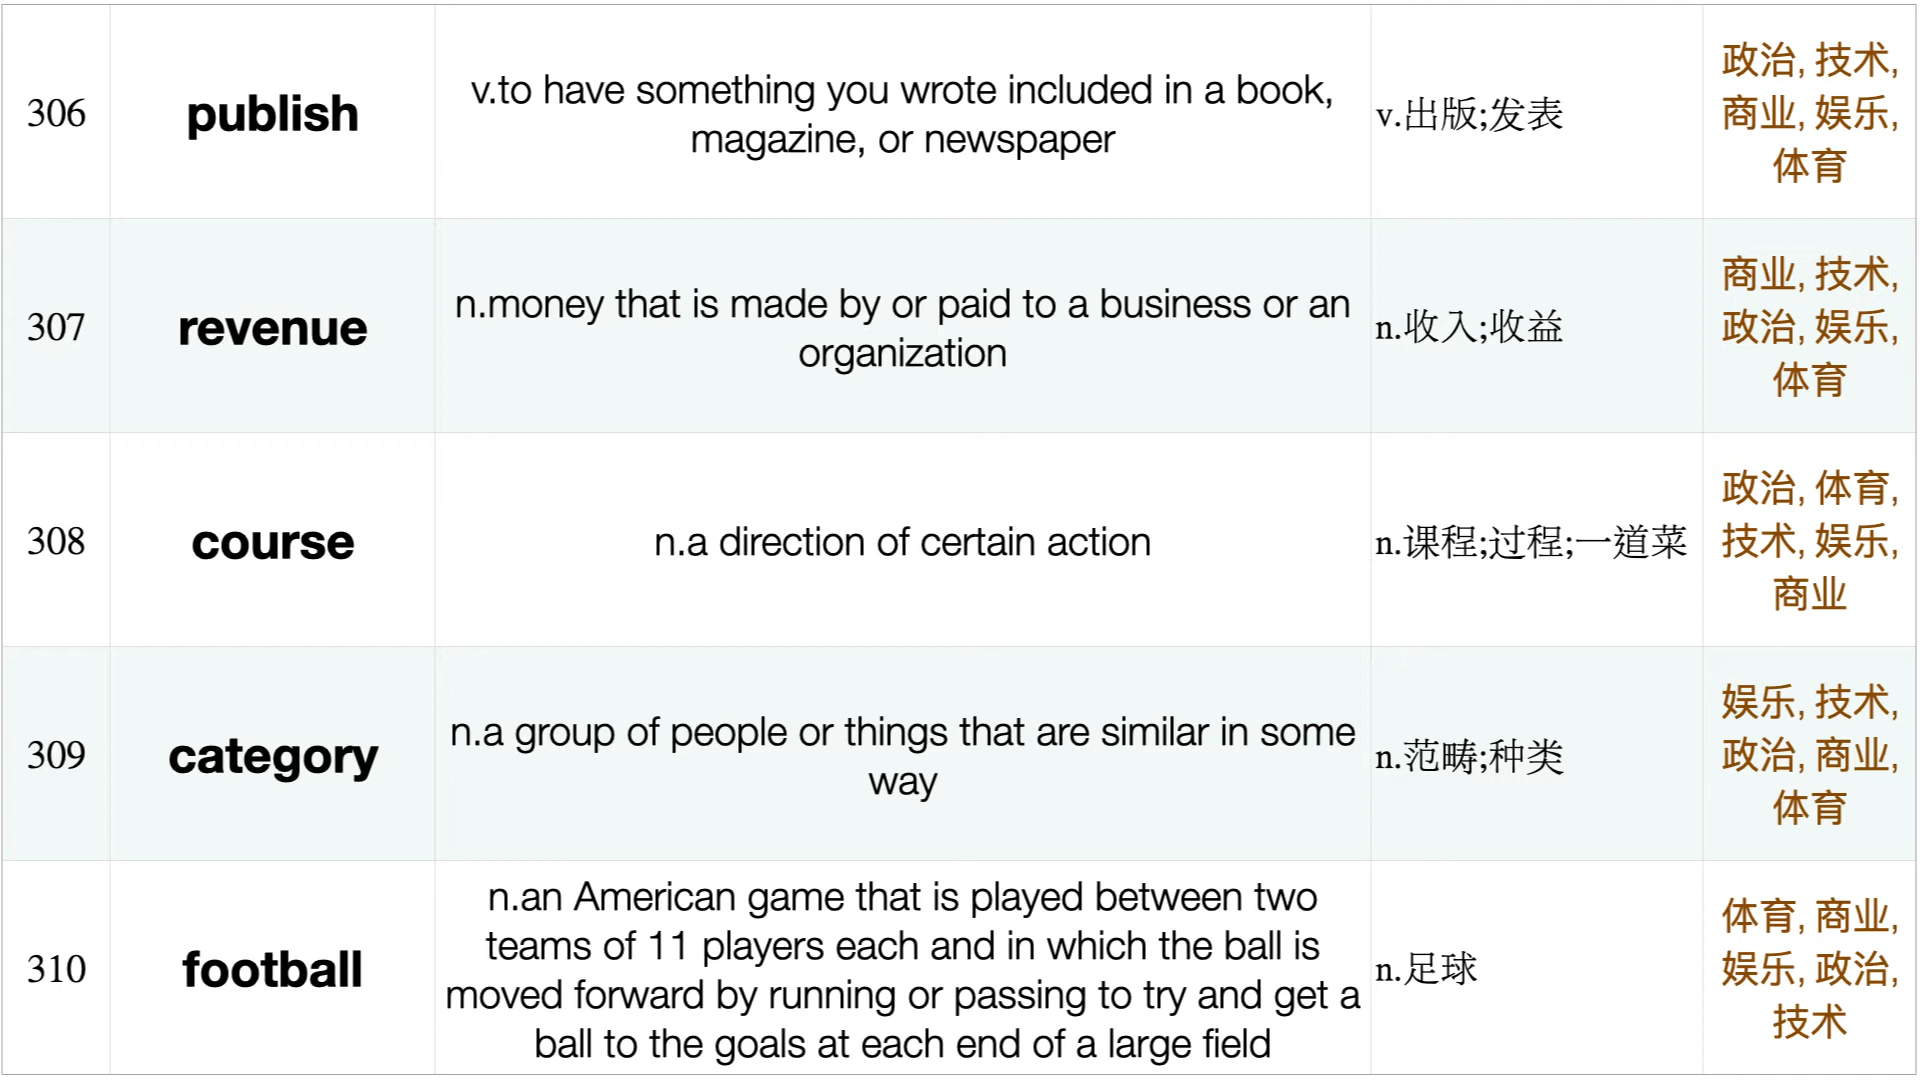 306
publish
v.to have something you wrote included in a book,
magazine, or newspaper
v.出版;发表
政治, 技术,
商业, 娱乐,
体育
307
revenue
n.money that is made by or paid to a business or an
organization
n.收入;收益
商业, 技术,
政治, 娱乐,
体育
308
course
n.a direction of certain action
n.课程;过程;一道菜
政治, 体育,
技术, 娱乐,
商业
309
category
n.a group of people or things that are similar in some
way
n.范畴;种类
娱乐, 技术,
政治, 商业,
体育
310
football
n.an American game that is played between two
teams of 11 players each and in which the ball is
moved forward by running or passing to try and get a
ball to the goals at each end of a large field
n.足球
体育, 商业,
娱乐, 政治,
技术